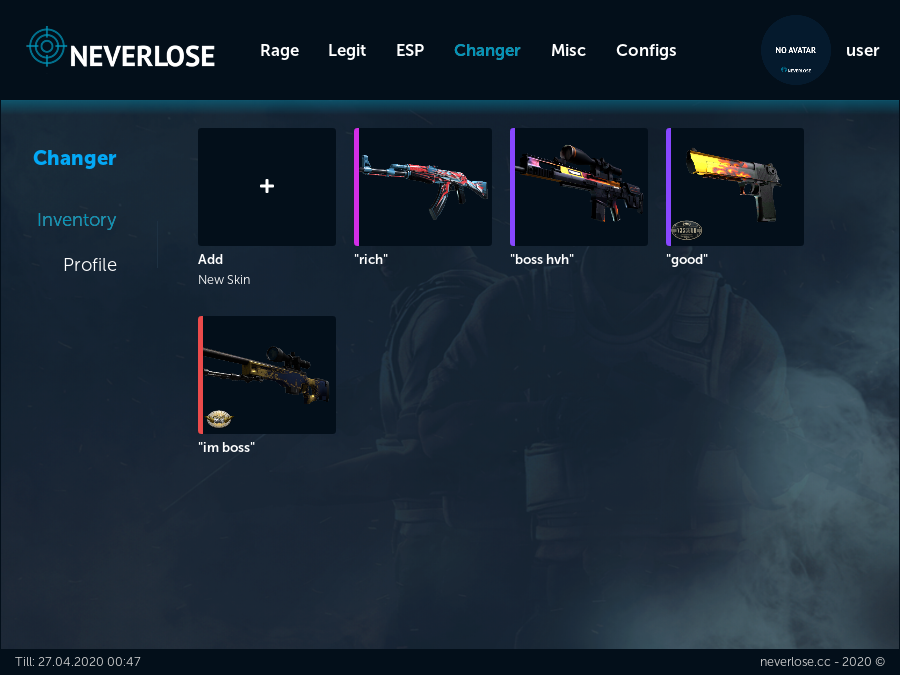 NEVERLOSE
Rage
Legit
ESP
Changer
Misc
Configs
NO AVATAR
NEVERLOSE
user
Changer
Inventory
Profile
+
Add
New Skin
"rich"
"boss hvh"
"good"
"im boss"
Till: 27.04.2020 00:47
neverlose.cc - 2020 ©